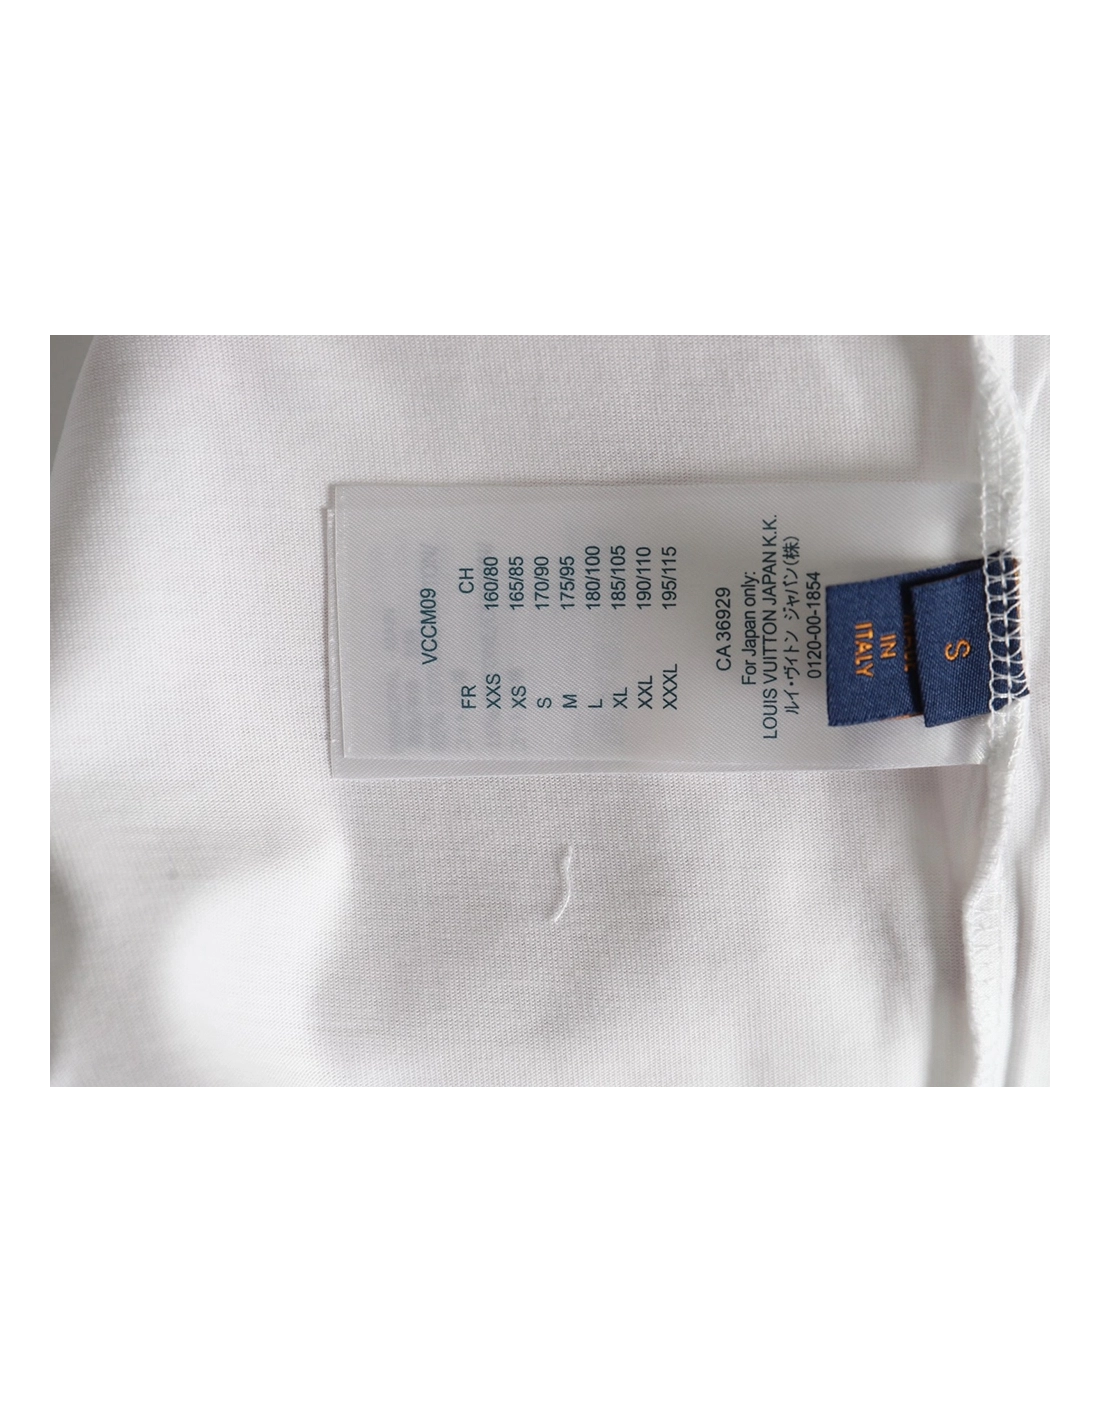 VCCM09
FR CH
XXS 160/80
XS 165/85
S 170/90
M 175/95
L 180/100
XL 185/105
XXL 190/110
XXXL 195/115
CA 36929
For Japan only:
LOUIS VUITTON JAPAN K.K.
ルイ・ヴィトン ジャパン(株)
0120-00-1854
IN
ITALY
S